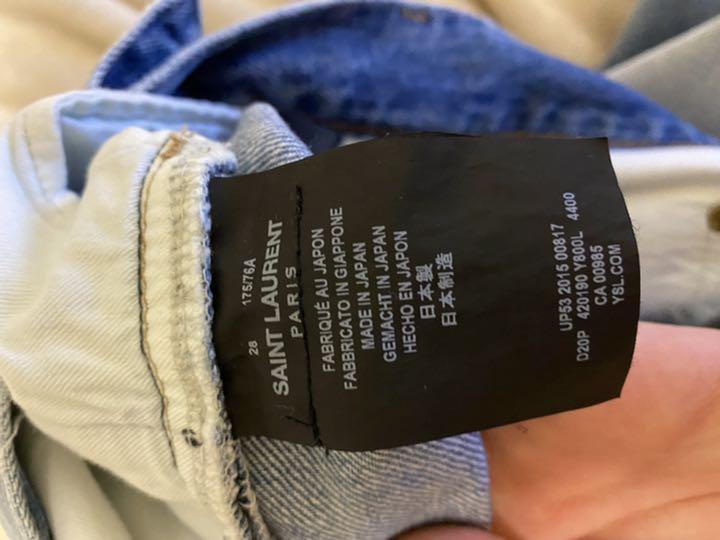 28 175/76A
SAINT LAURENT
PARIS
FABRIQUÉ AU JAPON
FABBRICATO IN GIAPPONE
MADE IN JAPAN
GEMACHT IN JAPAN
HECHO EN JAPON
日本製
日本制造
UP53 2015 00817
D20P 420190 Y800L 4400
CA 00985
YSL.COM